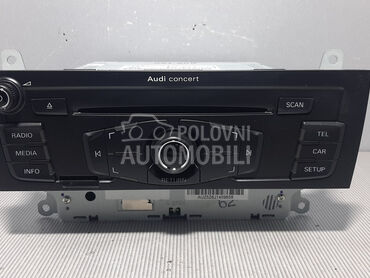 Audi concert
SCAN
RADIO
MEDIA
INFO
TEL
CAR
SETUP
RETURN
POLOVNI
AUTOMOBILI